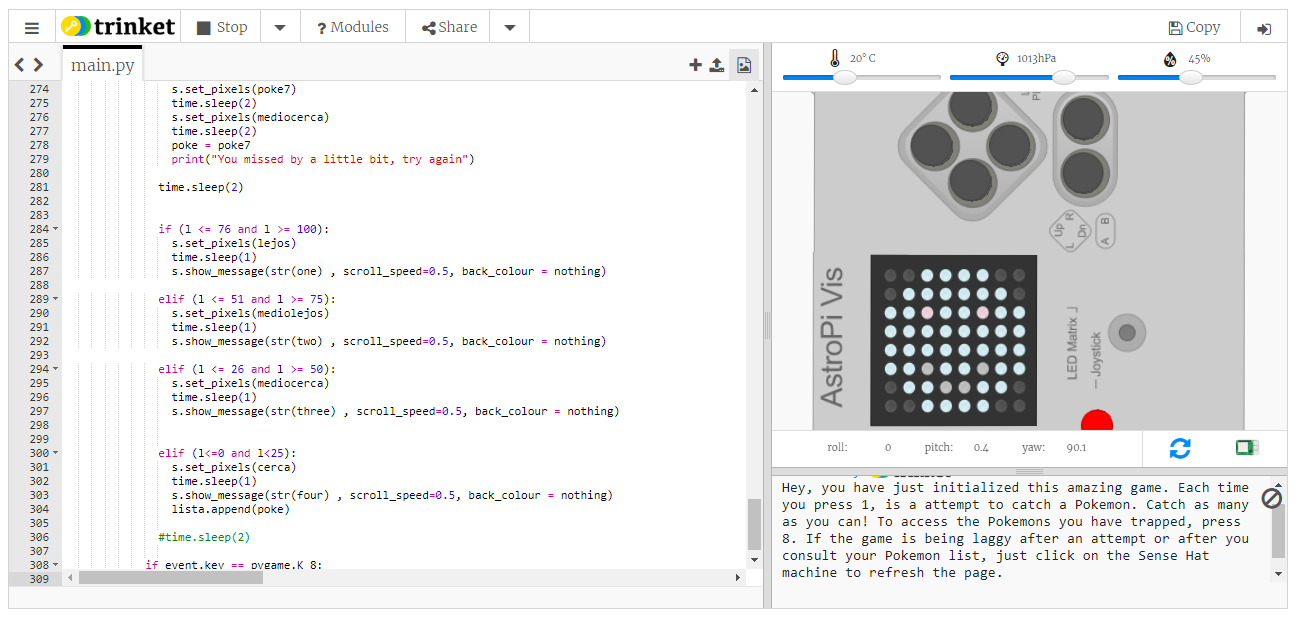 trinket
Stop
? Modules
Share
Copy
main.py
274 s.set_pixels(poke7)
275 time.sleep(2)
276 s.set_pixels(mediocerca)
277 time.sleep(2)
278 poke = poke7
279 print("You missed by a little bit, try again")
280
281 time.sleep(2)
282
283
284 if (l <= 76 and l >= 100):
285 s.set_pixels(lejos)
286 time.sleep(1)
287 s.show_message(str(one) , scroll_speed=0.5, back_colour = nothing)
288
289 elif (l <= 51 and l >= 75):
290 s.set_pixels(mediolejos)
291 time.sleep(1)
292 s.show_message(str(two) , scroll_speed=0.5, back_colour = nothing)
293
294 elif (l <= 26 and l >= 50):
295 s.set_pixels(mediocerca)
296 time.sleep(1)
297 s.show_message(str(three) , scroll_speed=0.5, back_colour = nothing)
298
299
300 elif (l<=0 and l<25):
301 s.set_pixels(cerca)
302 time.sleep(1)
303 s.show_message(str(four) , scroll_speed=0.5, back_colour = nothing)
304 lista.append(poke)
305
306 #time.sleep(2)
307
308 if event.key == pygame.K_8:
309
20°C
1013hPa
45%
Pi
Up
R
L
Dn
A B
AstroPi Vis
LED Matrix
Joystick
roll: 0 pitch: 0.4 yaw: 90.1
Hey, you have just initialized this amazing game. Each time
you press 1, is a attempt to catch a Pokemon. Catch as many
as you can! To access the Pokemons you have trapped, press
8. If the game is being laggy after an attempt or after you
consult your Pokemon list, just click on the Sense Hat
machine to refresh the page.